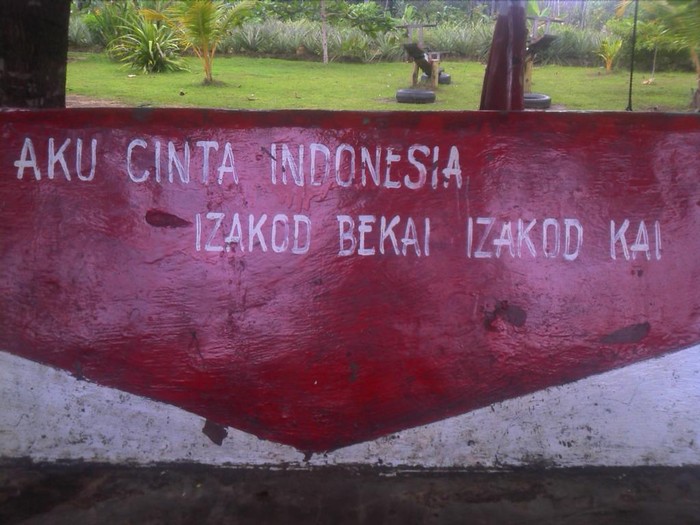 AKU CINTA INDONESIA
IZAKOD BEKAI IZAKOD KAI